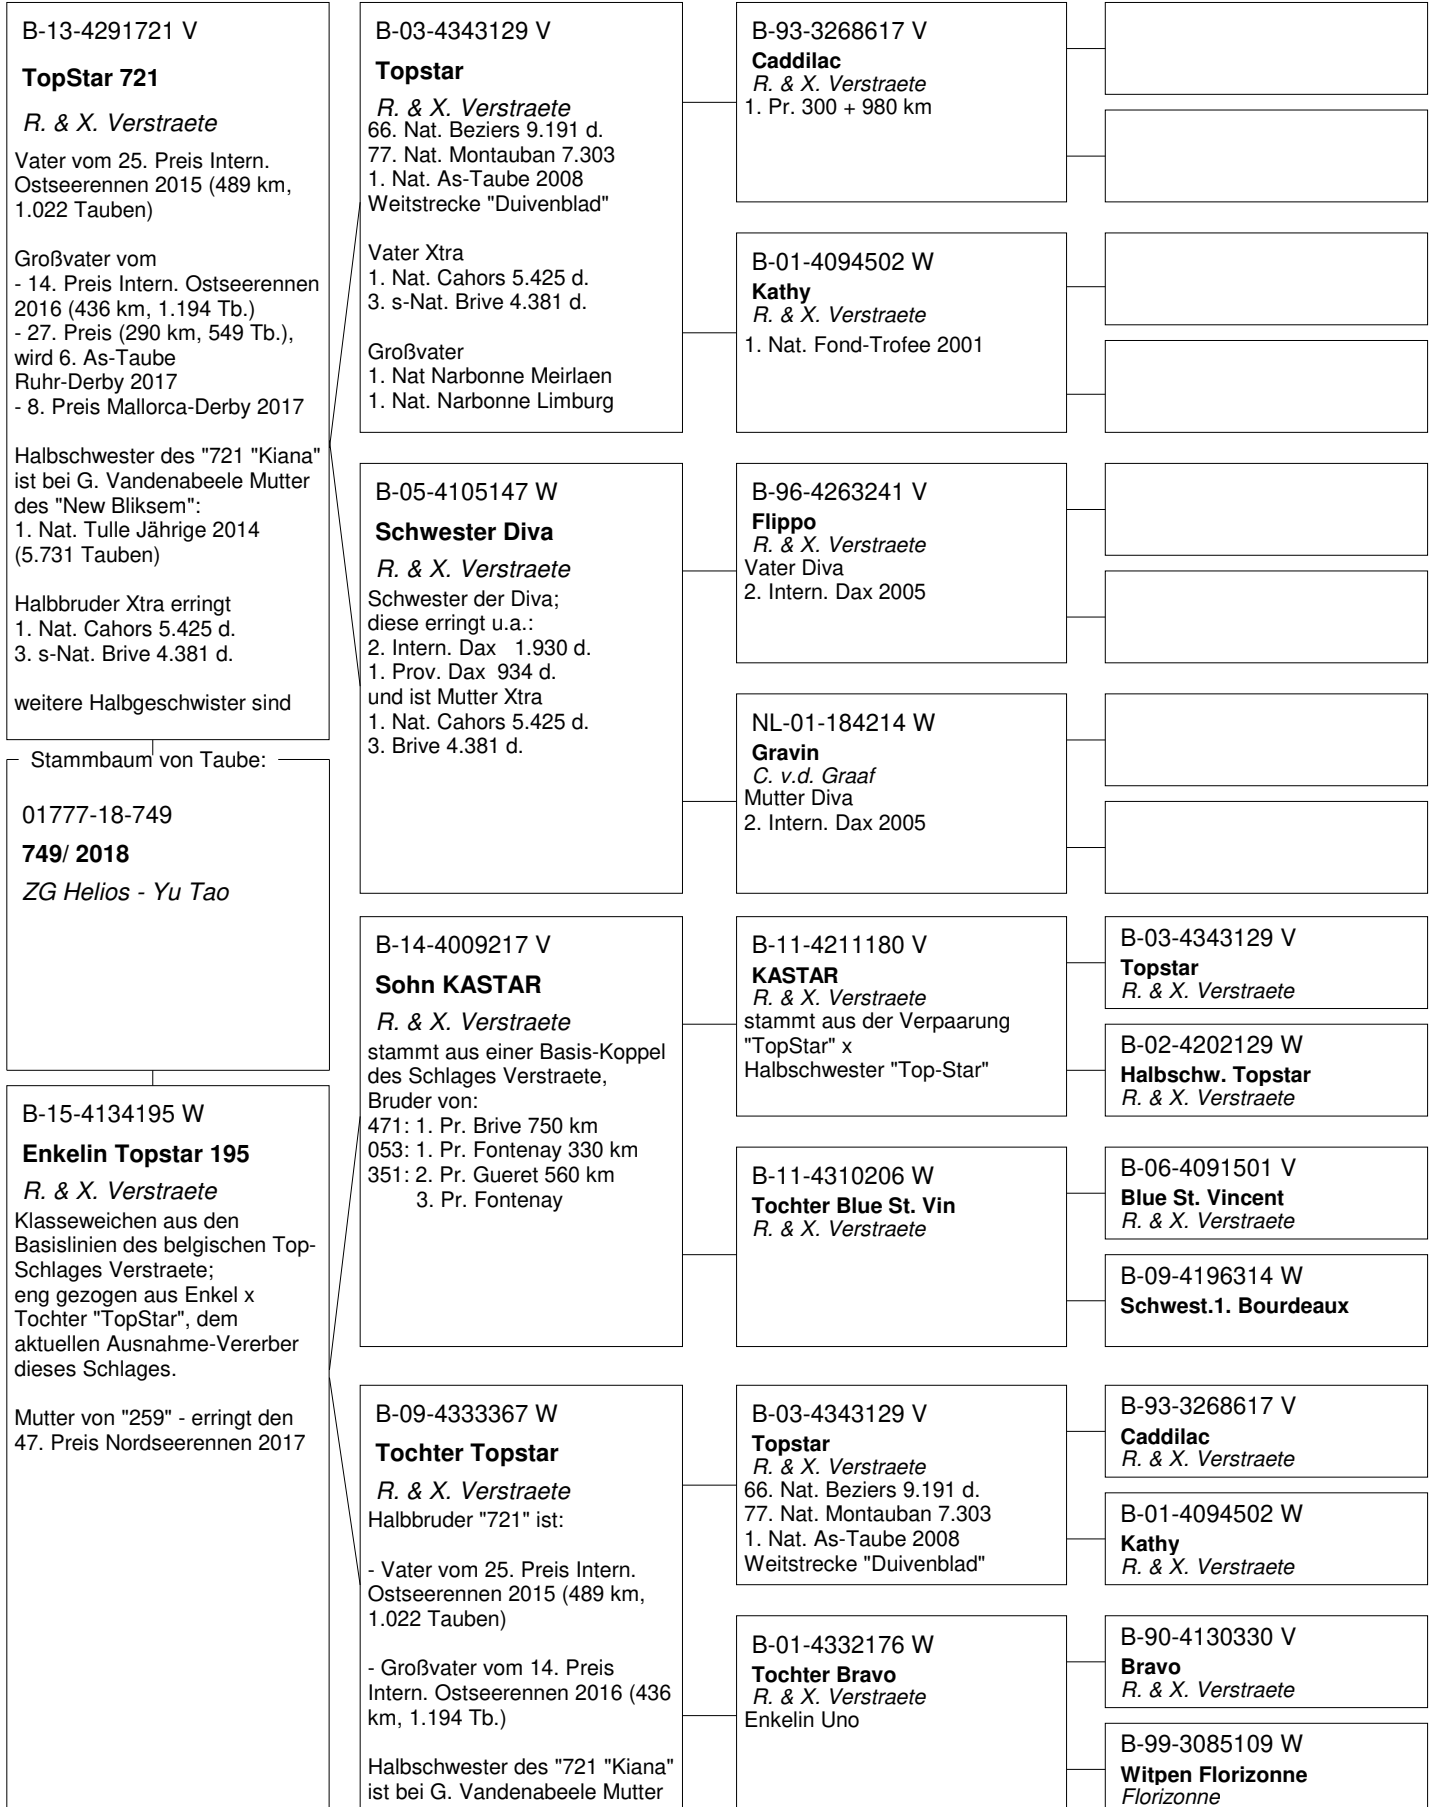 B-13-4291721 V
TopStar 721
R. & X. Verstraete
Vater vom 25. Preis Intern.
Ostseerennen 2015 (489 km,
1.022 Tauben)
Großvater vom
- 14. Preis Intern. Ostseerennen
2016 (436 km, 1.194 Tb.)
- 27. Preis (290 km, 549 Tb.),
wird 6. As-Taube
Ruhr-Derby 2017
- 8. Preis Mallorca-Derby 2017
Halbschwester des "721 "Kiana"
ist bei G. Vandenabeele Mutter
des "New Bliksem":
1. Nat. Tulle Jährige 2014
(5.731 Tauben)
Halbbruder Xtra erringt
1. Nat. Cahors 5.425 d.
3. s-Nat. Brive 4.381 d.
weitere Halbgeschwister sind
Stammbaum von Taube:
01777-18-749
749/ 2018
ZG Helios - Yu Tao
B-15-4134195 W
Enkelin Topstar 195
R. & X. Verstraete
Klasseweichen aus den
Basislinien des belgischen Top-
Schlages Verstraete;
eng gezogen aus Enkel x
Tochter "TopStar", dem
aktuellen Ausnahme-Vererber
dieses Schlages.
Mutter von "259" - erringt den
47. Preis Nordseerennen 2017
B-03-4343129 V
Topstar
R. & X. Verstraete
66. Nat. Beziers 9.191 d.
77. Nat. Montauban 7.303
1. Nat. As-Taube 2008
Weitstrecke "Duivenblad"
Vater Xtra
1. Nat. Cahors 5.425 d.
3. s-Nat. Brive 4.381 d.
Großvater
1. Nat Narbonne Meirlaen
1. Nat. Narbonne Limburg
B-05-4105147 W
Schwester Diva
R. & X. Verstraete
Schwester der Diva;
diese erringt u.a.:
2. Intern. Dax   1.930 d.
1. Prov. Dax  934 d.
und ist Mutter Xtra
1. Nat. Cahors 5.425 d.
3. Brive 4.381 d.
B-14-4009217 V
Sohn KASTAR
R. & X. Verstraete
stammt aus einer Basis-Koppel
des Schlages Verstraete,
Bruder von:
471: 1. Pr. Brive 750 km
053: 1. Pr. Fontenay 330 km
351: 2. Pr. Gueret 560 km
3. Pr. Fontenay
B-09-4333367 W
Tochter Topstar
R. & X. Verstraete
Halbbruder "721" ist:
- Vater vom 25. Preis Intern.
Ostseerennen 2015 (489 km,
1.022 Tauben)
- Großvater vom 14. Preis
Intern. Ostseerennen 2016 (436
km, 1.194 Tb.)
Halbschwester des "721 "Kiana"
ist bei G. Vandenabeele Mutter
B-93-3268617 V
Caddilac
R. & X. Verstraete
1. Pr. 300 + 980 km
B-01-4094502 W
Kathy
R. & X. Verstraete
1. Nat. Fond-Trofee 2001
B-96-4263241 V
Flippo
R. & X. Verstraete
Vater Diva
2. Intern. Dax 2005
NL-01-184214 W
Gravin
C. v.d. Graaf
Mutter Diva
2. Intern. Dax 2005
B-11-4211180 V
KASTAR
R. & X. Verstraete
stammt aus der Verpaarung
"TopStar" x
Halbschwester "Top-Star"
B-11-4310206 W
Tochter Blue St. Vin
R. & X. Verstraete
B-03-4343129 V
Topstar
R. & X. Verstraete
66. Nat. Beziers 9.191 d.
77. Nat. Montauban 7.303
1. Nat. As-Taube 2008
Weitstrecke "Duivenblad"
B-01-4332176 W
Tochter Bravo
R. & X. Verstraete
Enkelin Uno
B-03-4343129 V
Topstar
R. & X. Verstraete
B-02-4202129 W
Halbschw. Topstar
R. & X. Verstraete
B-06-4091501 V
Blue St. Vincent
R. & X. Verstraete
B-09-4196314 W
Schwest.1. Bourdeaux
B-93-3268617 V
Caddilac
R. & X. Verstraete
B-01-4094502 W
Kathy
R. & X. Verstraete
B-90-4130330 V
Bravo
R. & X. Verstraete
B-99-3085109 W
Witpen Florizonne
Florizonne